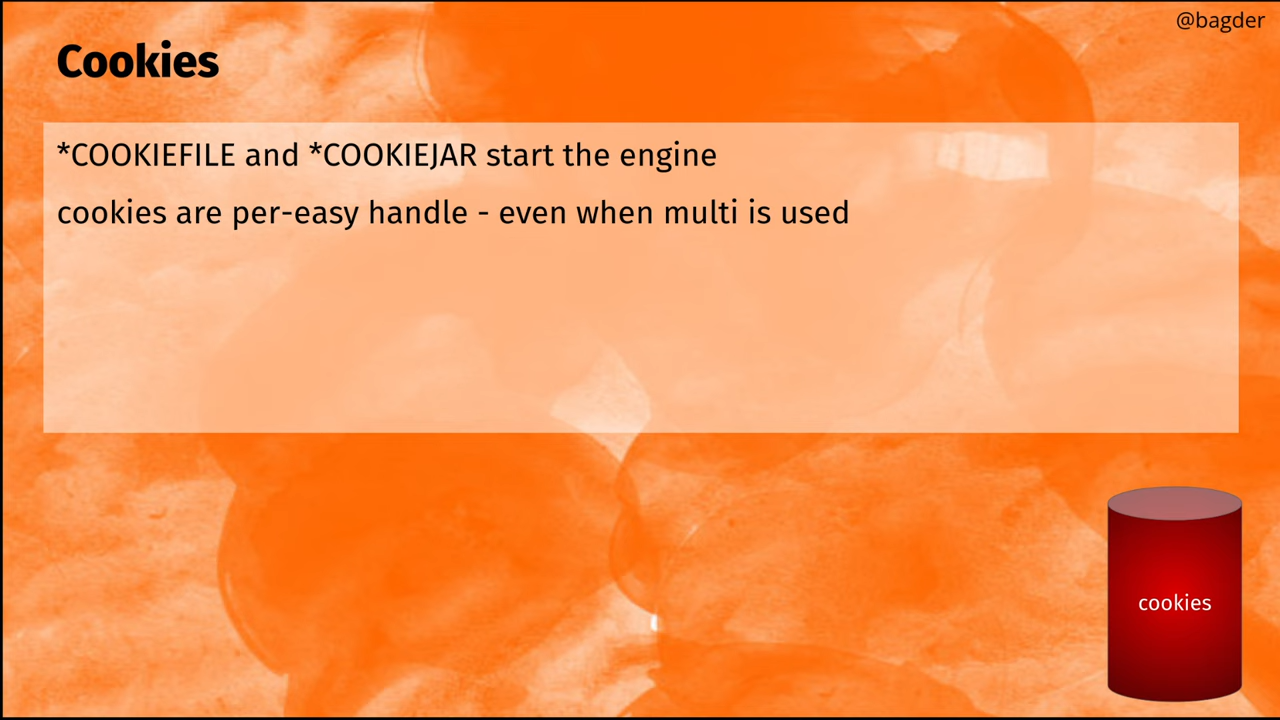 @bagder
Cookies
*COOKIEFILE and *COOKIEJAR start the engine
cookies are per-easy handle - even when multi is used
cookies